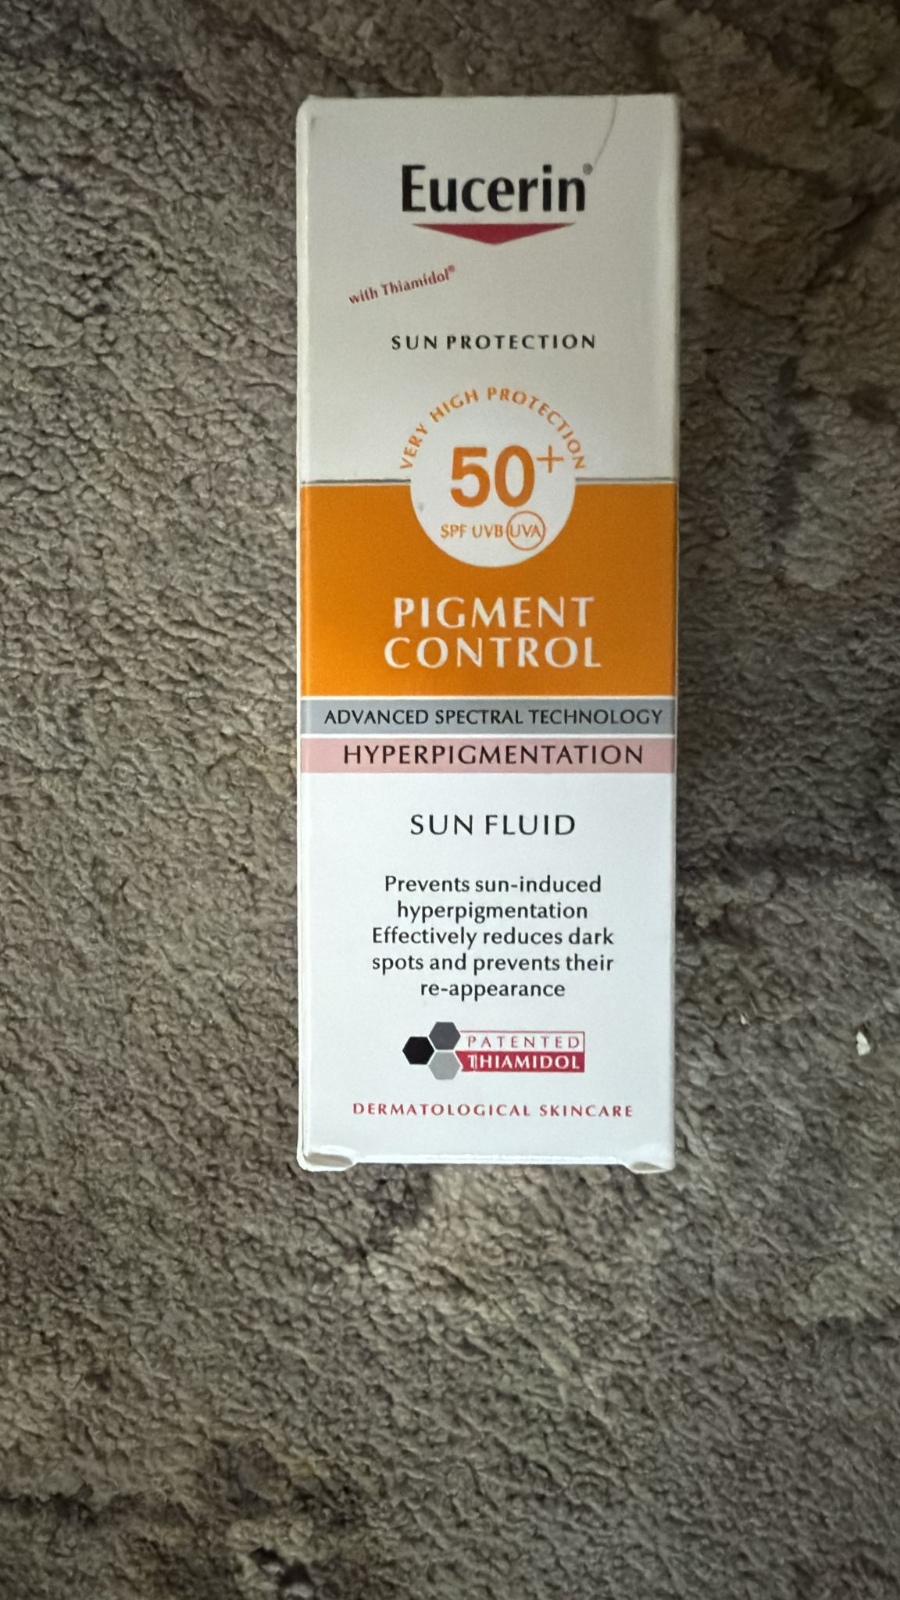 Eucerin®
with Thiamidol®
SUN PROTECTION
VERY HIGH PROTECTION
50+
SPF UVB UVA
PIGMENT
CONTROL
ADVANCED SPECTRAL TECHNOLOGY
HYPERPIGMENTATION
SUN FLUID
Prevents sun-induced
hyperpigmentation
Effectively reduces dark
spots and prevents their
re-appearance
PATENTED
THIAMIDOL
DERMATOLOGICAL SKINCARE